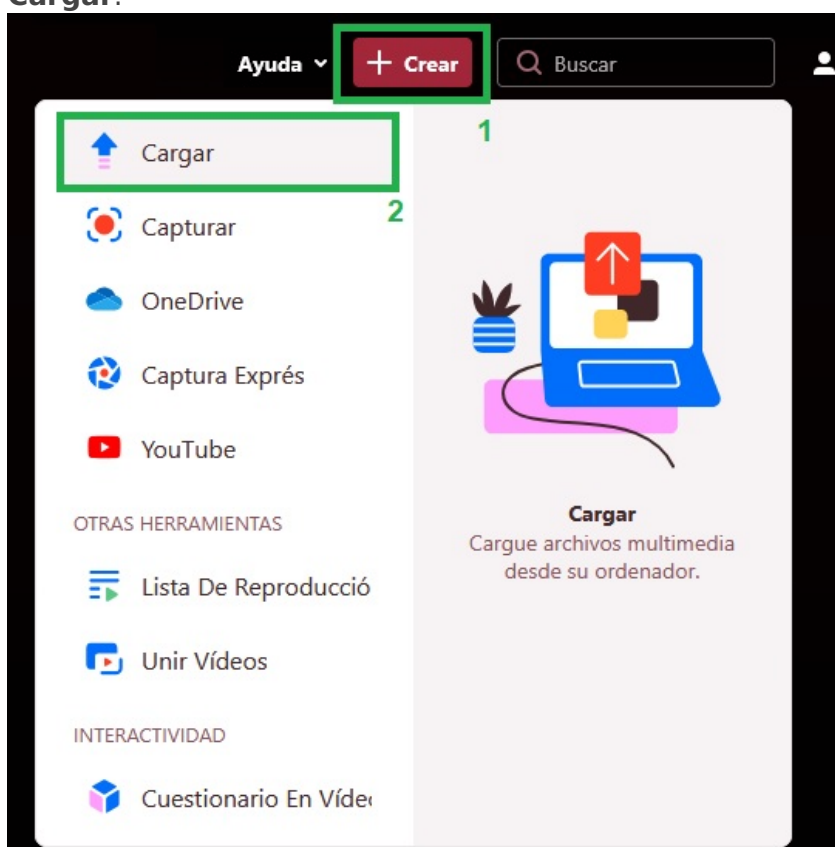 Cargar.
Ayuda
+ Crear
Buscar
1
Cargar
2
Capturar
OneDrive
Captura Exprés
YouTube
OTRAS HERRAMIENTAS
Lista De Reproducció
Unir Vídeos
INTERACTIVIDAD
Cuestionario En Víde
Cargar
Cargue archivos multimedia
desde su ordenador.